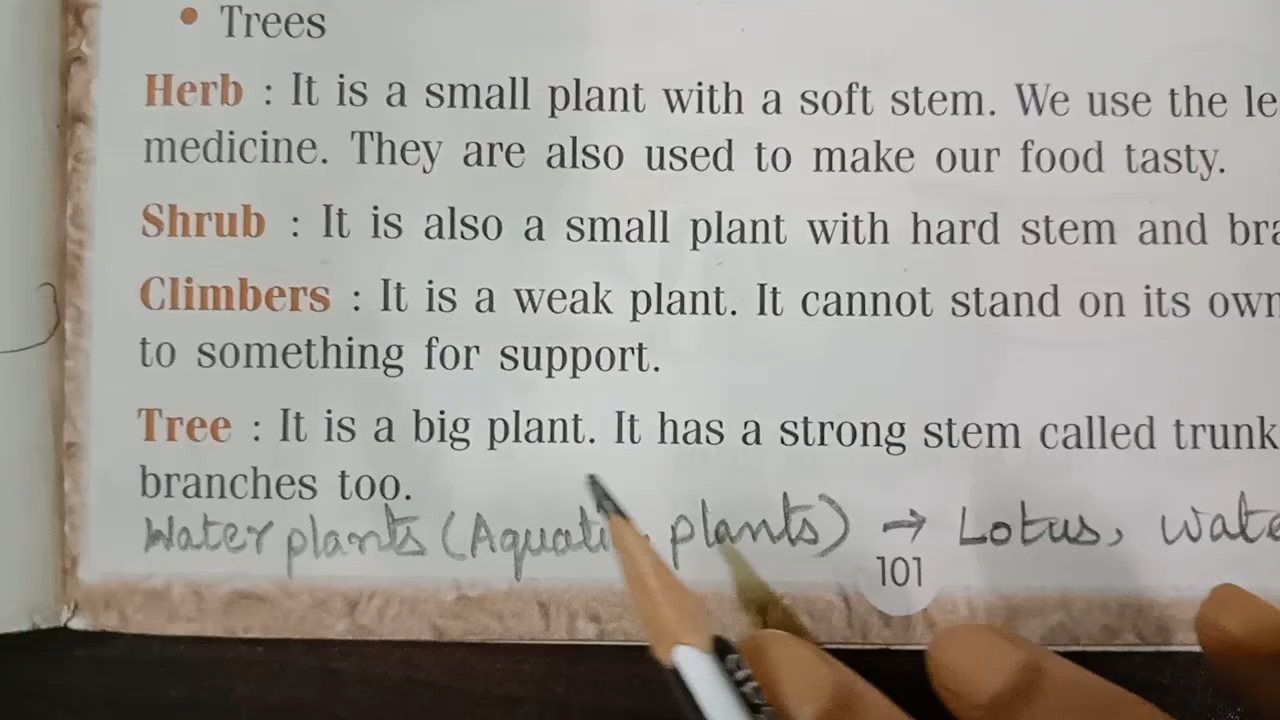 • Trees
Herb : It is a small plant with a soft stem. We use the le
medicine. They are also used to make our food tasty.
Shrub : It is also a small plant with hard stem and bra
Climbers : It is a weak plant. It cannot stand on its own
to something for support.
Tree : It is a big plant. It has a strong stem called trunk
branches too.
Water plants (Aquati plants) → Lotus, wate
101